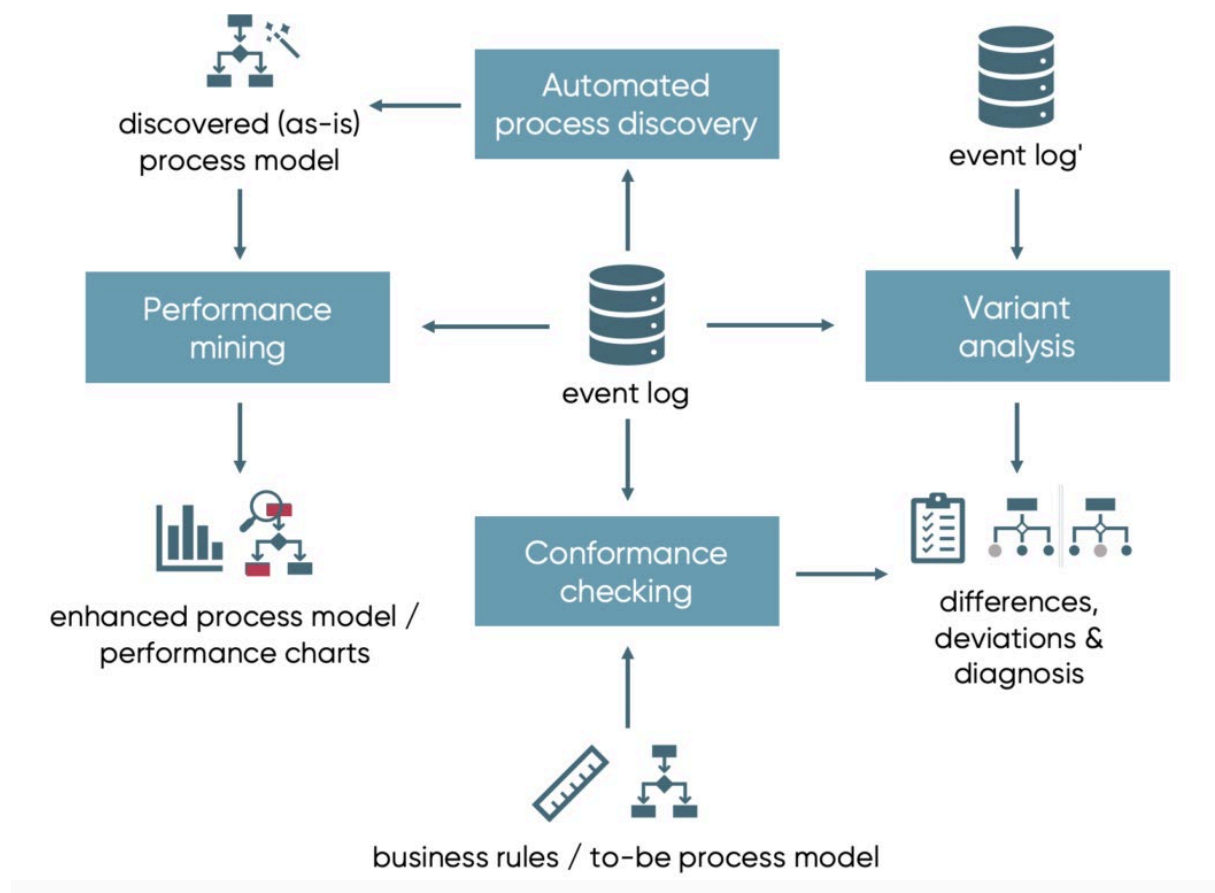 Automated
process discovery
discovered (as-is)
process model
event log'
Performance
mining
Variant
analysis
event log
Conformance
checking
enhanced process model /
performance charts
differences,
deviations &
diagnosis
business rules / to-be process model